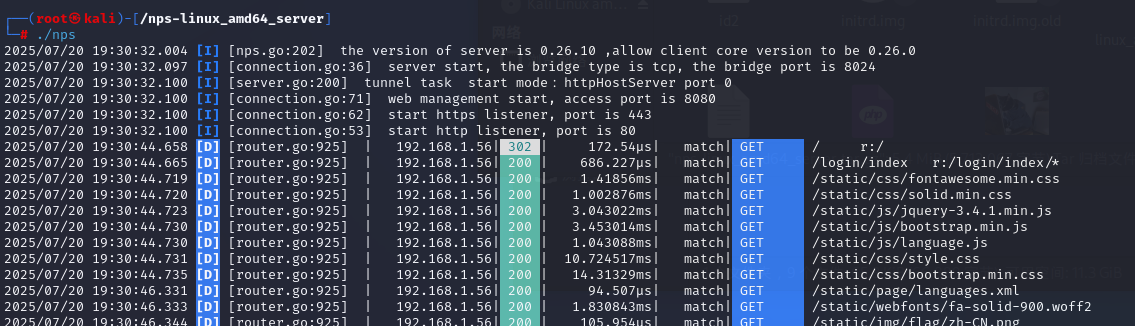 (root㉿kali)-[/nps-linux_amd64_server]
# ./nps
2025/07/20 19:30:32.004 [I] [nps.go:202]  the version of server is 0.26.10 ,allow client core version to be 0.26.0
2025/07/20 19:30:32.097 [I] [connection.go:36]  server start, the bridge type is tcp, the bridge port is 8024
2025/07/20 19:30:32.100 [I] [server.go:200]  tunnel task  start mode：httpHostServer port 0
2025/07/20 19:30:32.100 [I] [connection.go:71]  web management start, access port is 8080
2025/07/20 19:30:32.100 [I] [connection.go:62]  start https listener, port is 443
2025/07/20 19:30:32.100 [I] [connection.go:53]  start http listener, port is 80
2025/07/20 19:30:44.658 [D] [router.go:925]  |   192.168.1.56| 302 |     172.54µs|   match| GET      /     r:/
2025/07/20 19:30:44.665 [D] [router.go:925]  |   192.168.1.56| 200 |    686.227µs|   match| GET      /login/index   r:/login/index/*
2025/07/20 19:30:44.719 [D] [router.go:925]  |   192.168.1.56| 200 |    1.41856ms|   match| GET      /static/css/fontawesome.min.css
2025/07/20 19:30:44.720 [D] [router.go:925]  |   192.168.1.56| 200 |   1.002876ms|   match| GET      /static/css/solid.min.css
2025/07/20 19:30:44.723 [D] [router.go:925]  |   192.168.1.56| 200 |   3.043022ms|   match| GET      /static/js/jquery-3.4.1.min.js
2025/07/20 19:30:44.730 [D] [router.go:925]  |   192.168.1.56| 200 |   3.453014ms|   match| GET      /static/js/bootstrap.min.js
2025/07/20 19:30:44.730 [D] [router.go:925]  |   192.168.1.56| 200 |   1.043088ms|   match| GET      /static/js/language.js
2025/07/20 19:30:44.731 [D] [router.go:925]  |   192.168.1.56| 200 |  10.724517ms|   match| GET      /static/css/style.css
2025/07/20 19:30:44.735 [D] [router.go:925]  |   192.168.1.56| 200 |   14.31329ms|   match| GET      /static/css/bootstrap.min.css
2025/07/20 19:30:46.331 [D] [router.go:925]  |   192.168.1.56| 200 |     94.507µs|   match| GET      /static/page/languages.xml
2025/07/20 19:30:46.333 [D] [router.go:925]  |   192.168.1.56| 200 |   1.830843ms|   match| GET      /static/webfonts/fa-solid-900.woff2
2025/07/20 19:30:46.344 [D] [router.go:925]  |   192.168.1.56| 200 |    105.954µs|   match| GET      /static/img/flag/zh-CN.png